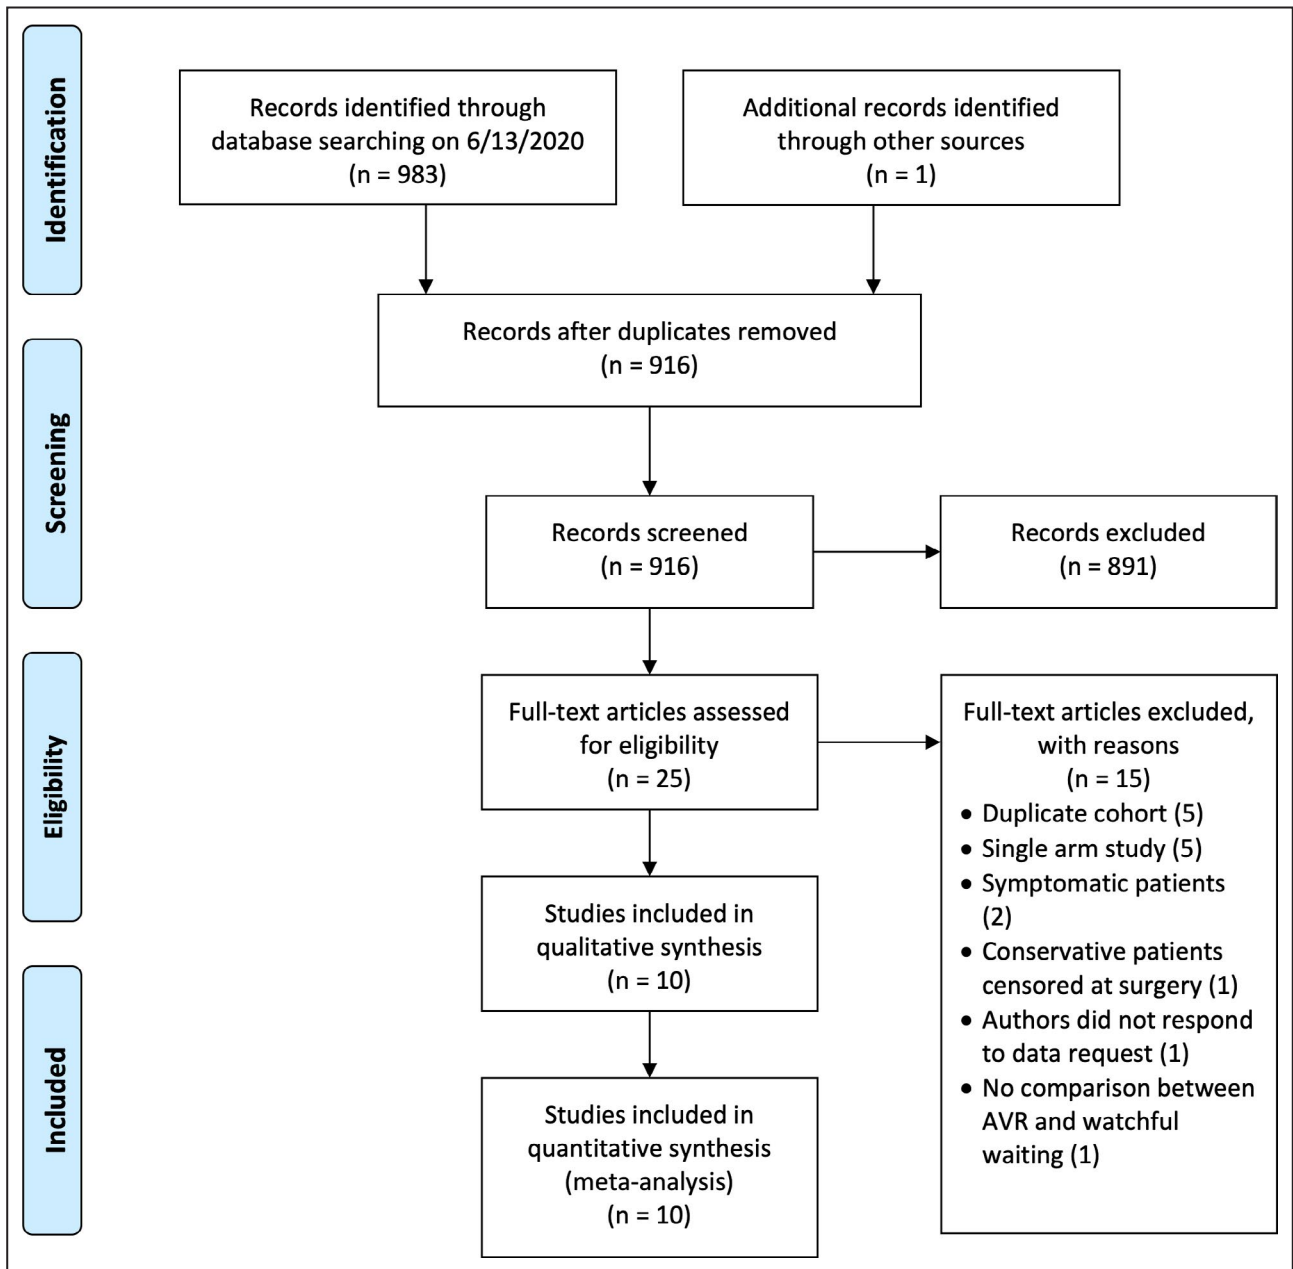 Identification
Records identified through
database searching on 6/13/2020
(n = 983)
Additional records identified
through other sources
(n = 1)
Records after duplicates removed
(n = 916)
Screening
Records screened
(n = 916)
Records excluded
(n = 891)
Eligibility
Full-text articles assessed
for eligibility
(n = 25)
Full-text articles excluded,
with reasons
(n = 15)
• Duplicate cohort (5)
• Single arm study (5)
• Symptomatic patients
(2)
• Conservative patients
censored at surgery (1)
• Authors did not respond
to data request (1)
• No comparison between
AVR and watchful
waiting (1)
Studies included in
qualitative synthesis
(n = 10)
Included
Studies included in
quantitative synthesis
(meta-analysis)
(n = 10)